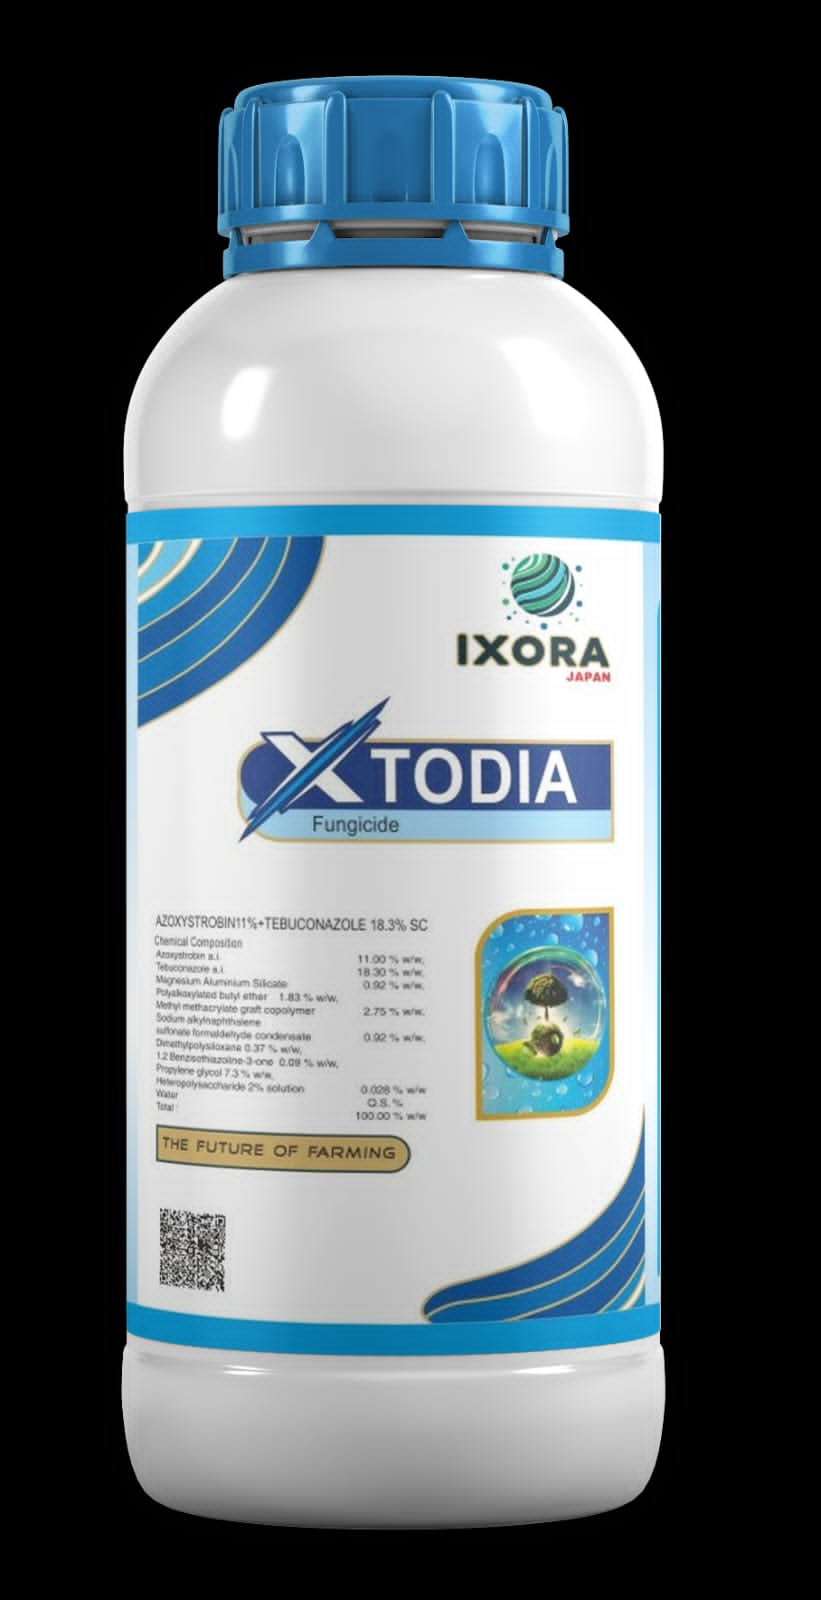 IXORA
JAPAN
XTODIA
Fungicide
AZOXYSTROBIN11%+TEBUCONAZOLE 18.3% SC
Chemical Composition
Azoxystrobin a.i. 11.00 % w/w,
Tebuconazole a.i. 18.30 % w/w,
Magnesium Aluminium Silicate 0.92 % w/w,
Polyalkoxylated butyl ether 1.83 % w/w,
Methyl methacrylate graft copolymer 2.75 % w/w,
Sodium alkylnaphthalene
sulfonate formaldehyde condensate 0.92 % w/w,
Dimethylpolysiloxane 0.37 % w/w,
1.2 Benzisothiazoline-3-one 0.09 % w/w,
Propylene glycol 7.3 % w/w,
Heteropolysaccharide 2% solution 0.028 % w/w
Water Q.S. %
Total : 100.00 % w/w
THE FUTURE OF FARMING